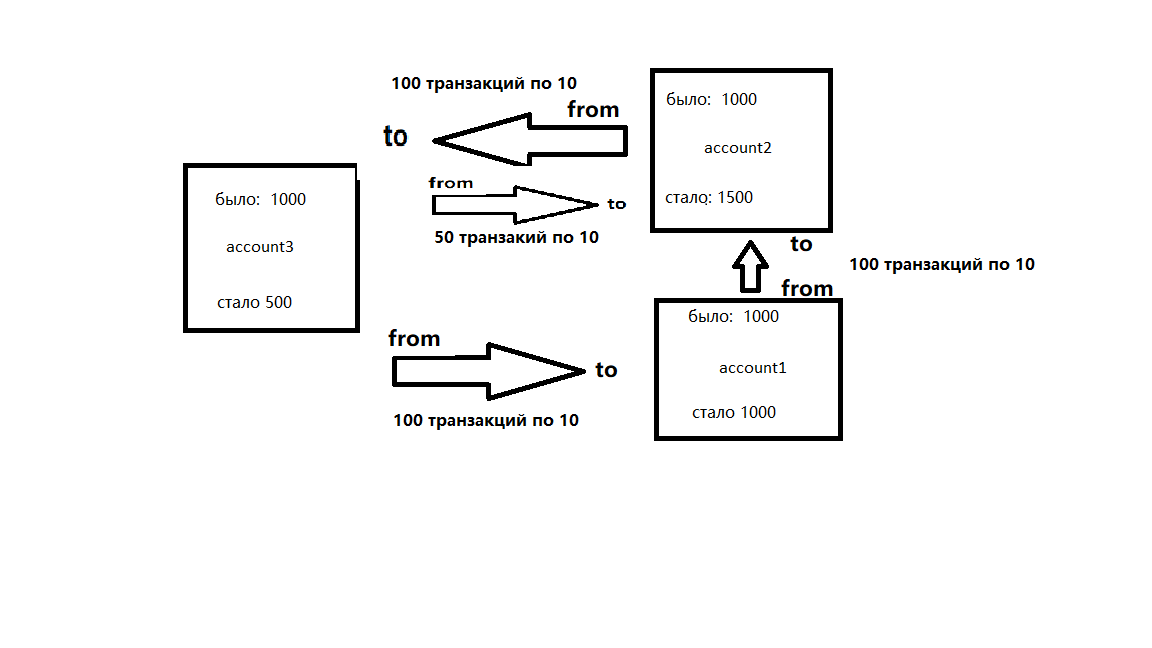 100 транзакций по 10
from
to
было:  1000
account2
стало: 1500
from
to
50 транзакий по 10
было:  1000
account3
стало 500
to
100 транзакций по 10
from
from
to
100 транзакций по 10
было:  1000
account1
стало 1000